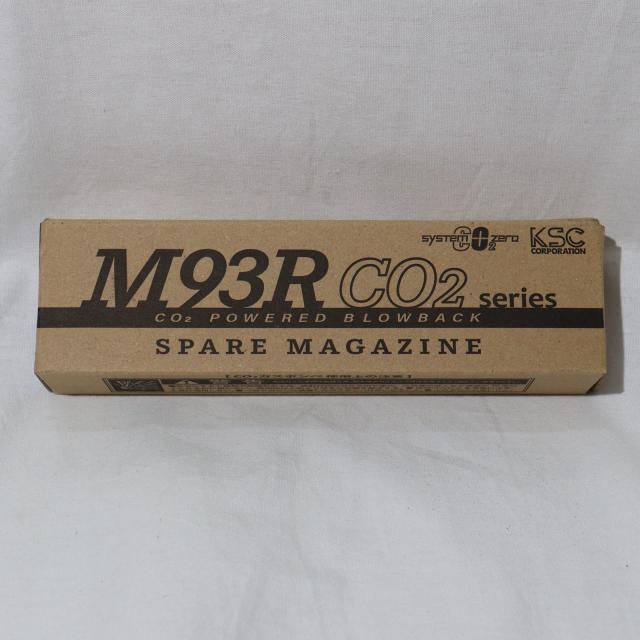 M93R CO2 series
system CO2 zero
KSC
CORPORATION
CO2 POWERED BLOWBACK
SPARE MAGAZINE